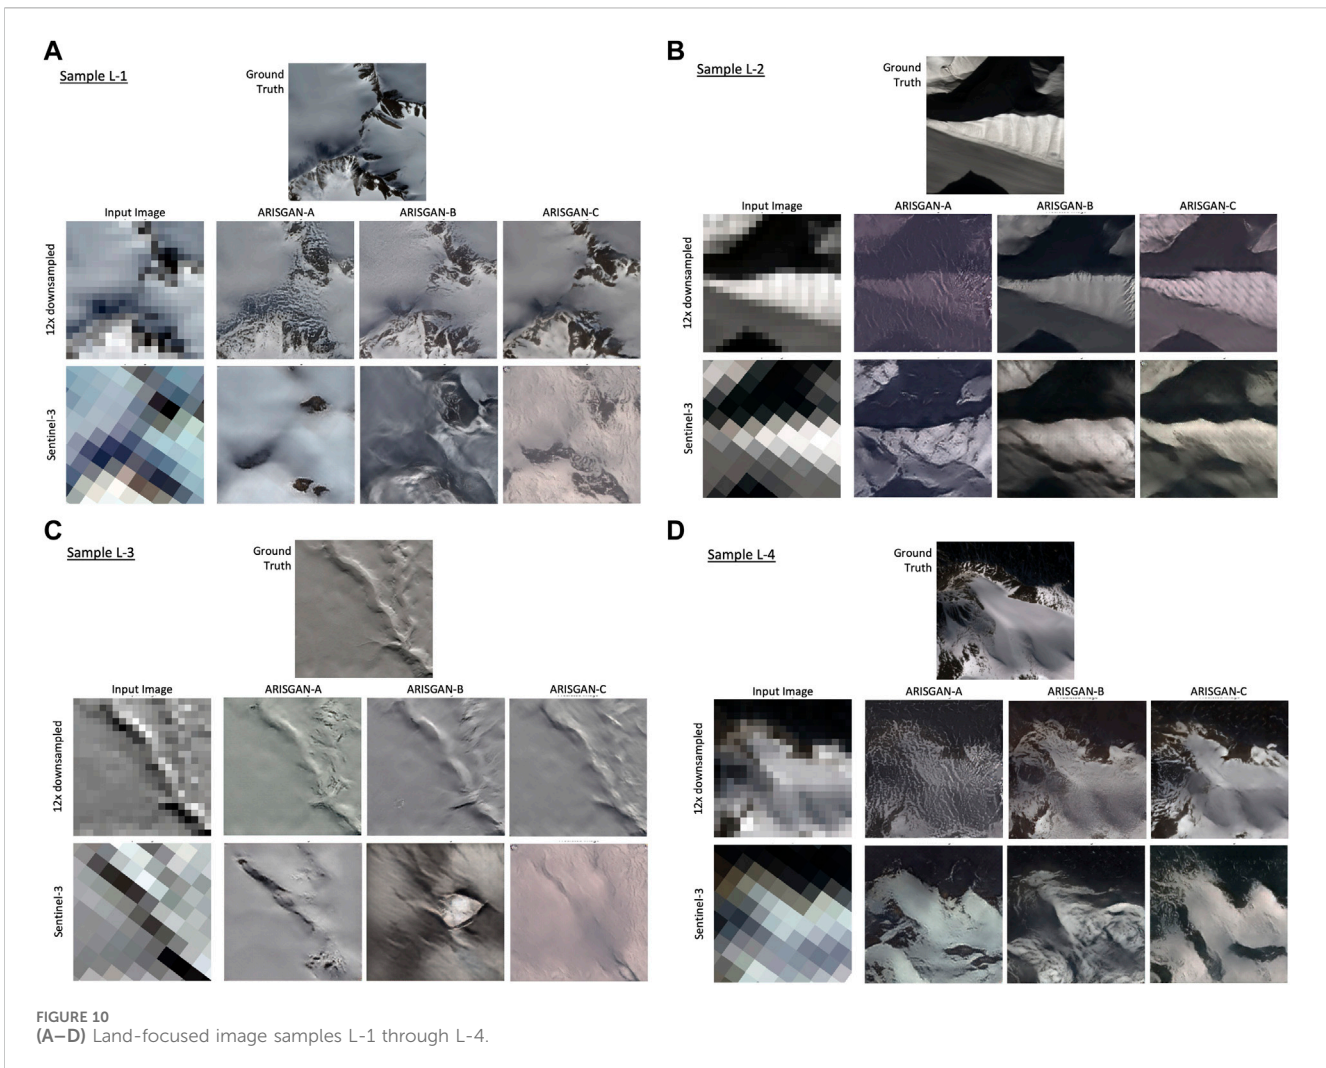 A
Sample L-1
Ground
Truth
Input Image
ARISGAN-A
ARISGAN-B
ARISGAN-C
12x downsampled
Sentinel-3
B
Sample L-2
Ground
Truth
Input Image
ARISGAN-A
ARISGAN-B
ARISGAN-C
12x downsampled
Sentinel-3
C
Sample L-3
Ground
Truth
Input Image
ARISGAN-A
ARISGAN-B
ARISGAN-C
12x downsampled
Sentinel-3
D
Sample L-4
Ground
Truth
Input Image
ARISGAN-A
ARISGAN-B
ARISGAN-C
12x downsampled
Sentinel-3
FIGURE 10
(A–D) Land-focused image samples L-1 through L-4.